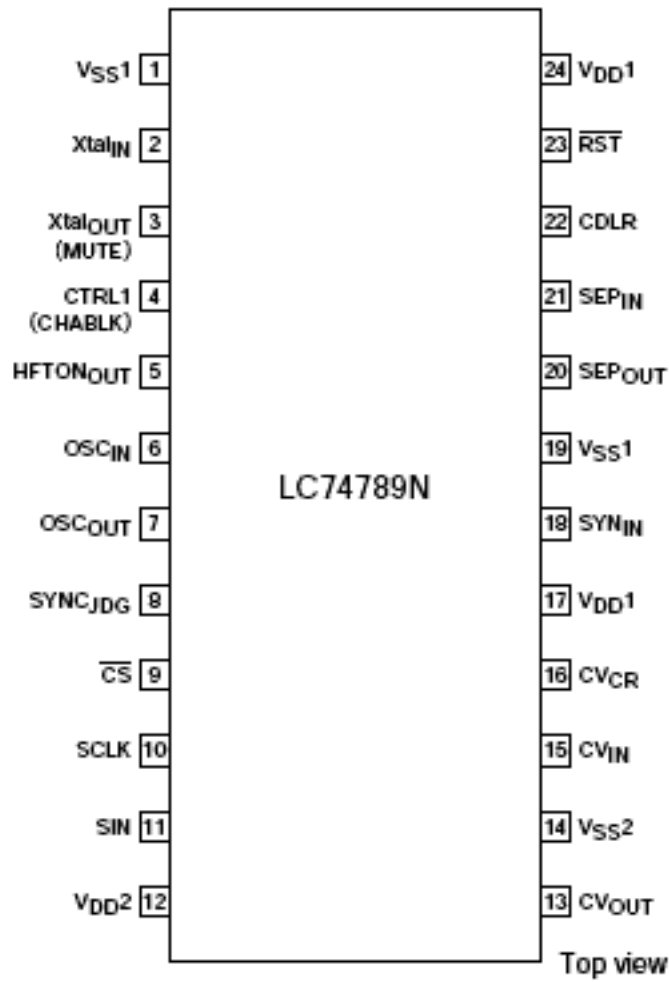 VSS1 1
XtalIN 2
XtalOUT 3
(MUTE)
CTRL1 4
(CHABLK)
HFTONOUT 5
OSCIN 6
OSCOUT 7
SYNCJDG 8
CS 9
SCLK 10
SIN 11
VDD2 12
LC74789N
24 VDD1
23 RST
22 CDLR
21 SEPIN
20 SEPOUT
19 VSS1
18 SYNIN
17 VDD1
16 CVCR
15 CVIN
14 VSS2
13 CVOUT
Top view